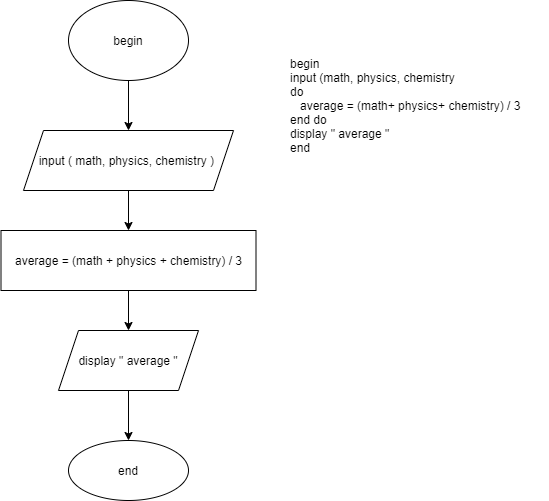 begin
input ( math, physics, chemistry )
average = (math + physics + chemistry) / 3
display " average "
end
begin
input (math, physics, chemistry
do
average = (math+ physics+ chemistry) / 3
end do
display " average "
end